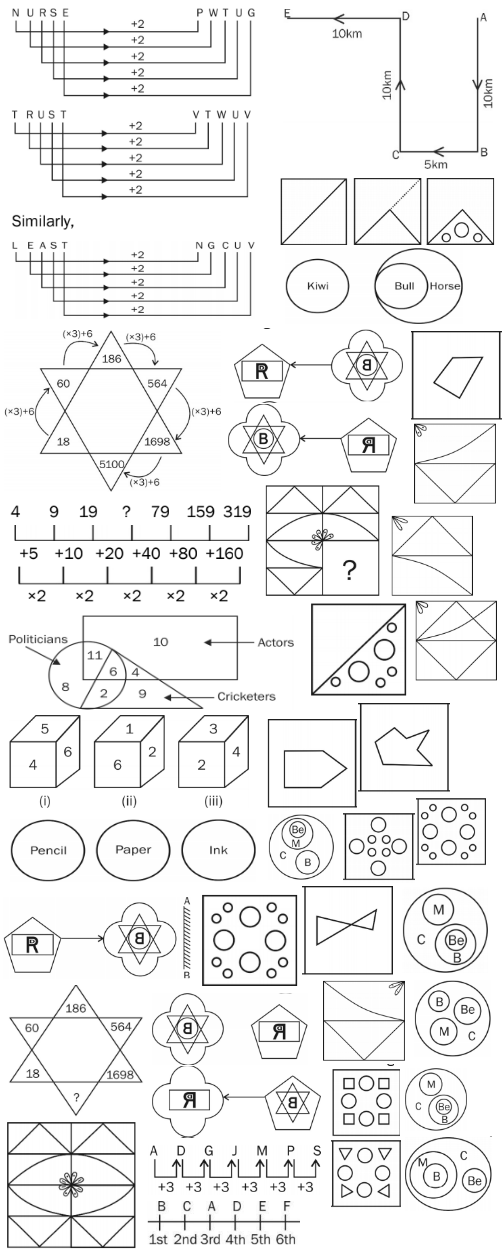 N U R S E P W T U G
+2
+2
+2
+2
+2
T R U S T V T W U V
+2
+2
+2
+2
+2
Similarly,
L E A S T N G C U V
+2
+2
+2
+2
+2
E D A
10km
10km
10km
C B
5km
Kiwi Bull Horse
(×3)+6 (×3)+6
186
60 564
(×3)+6 (×3)+6
18 1698
5100
(×3)+6
R B
B R
4 9 19 ? 79 159 319
+5 +10 +20 +40 +80 +160
×2 ×2 ×2 ×2 ×2
?
Politicians
10 Actors
11
6 4
8 2 9 Cricketers
5 1 3
4 6 6 2 2 4
(i) (ii) (iii)
Pencil Paper Ink
Be
M
C B
R B
A
B
M
C Be
B
186
60 564
18 1698
?
B R
B Be
M C
R B
M
C Be
B
A D G J M P S
+3 +3 +3 +3 +3 +3
B C A D E F
1st 2nd 3rd 4th 5th 6th
M C
B Be